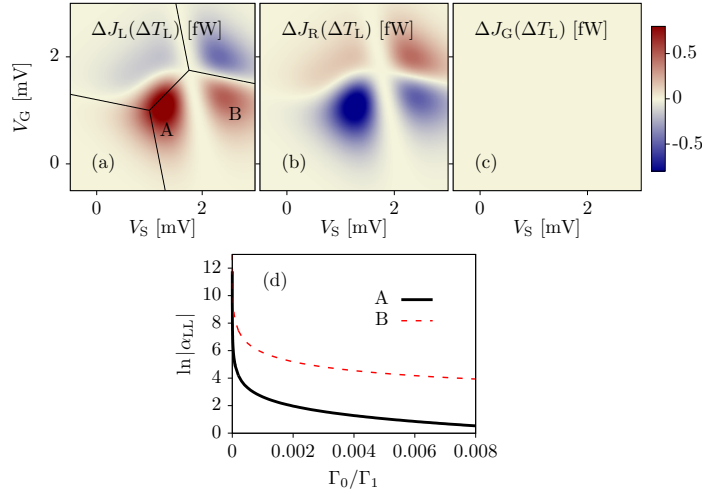 ΔJ_L(ΔT_L) [fW]
ΔJ_R(ΔT_L) [fW]
ΔJ_G(ΔT_L) [fW]
V_G [mV]
2
0
A
B
(a)
(b)
(c)
0.5
0
-0.5
0 2
0 2
0 2
V_S [mV]
V_S [mV]
V_S [mV]
ln|α_LL|
12
10
8
6
4
2
0
(d)
A
B
0 0.002 0.004 0.006 0.008
Γ_0/Γ_1